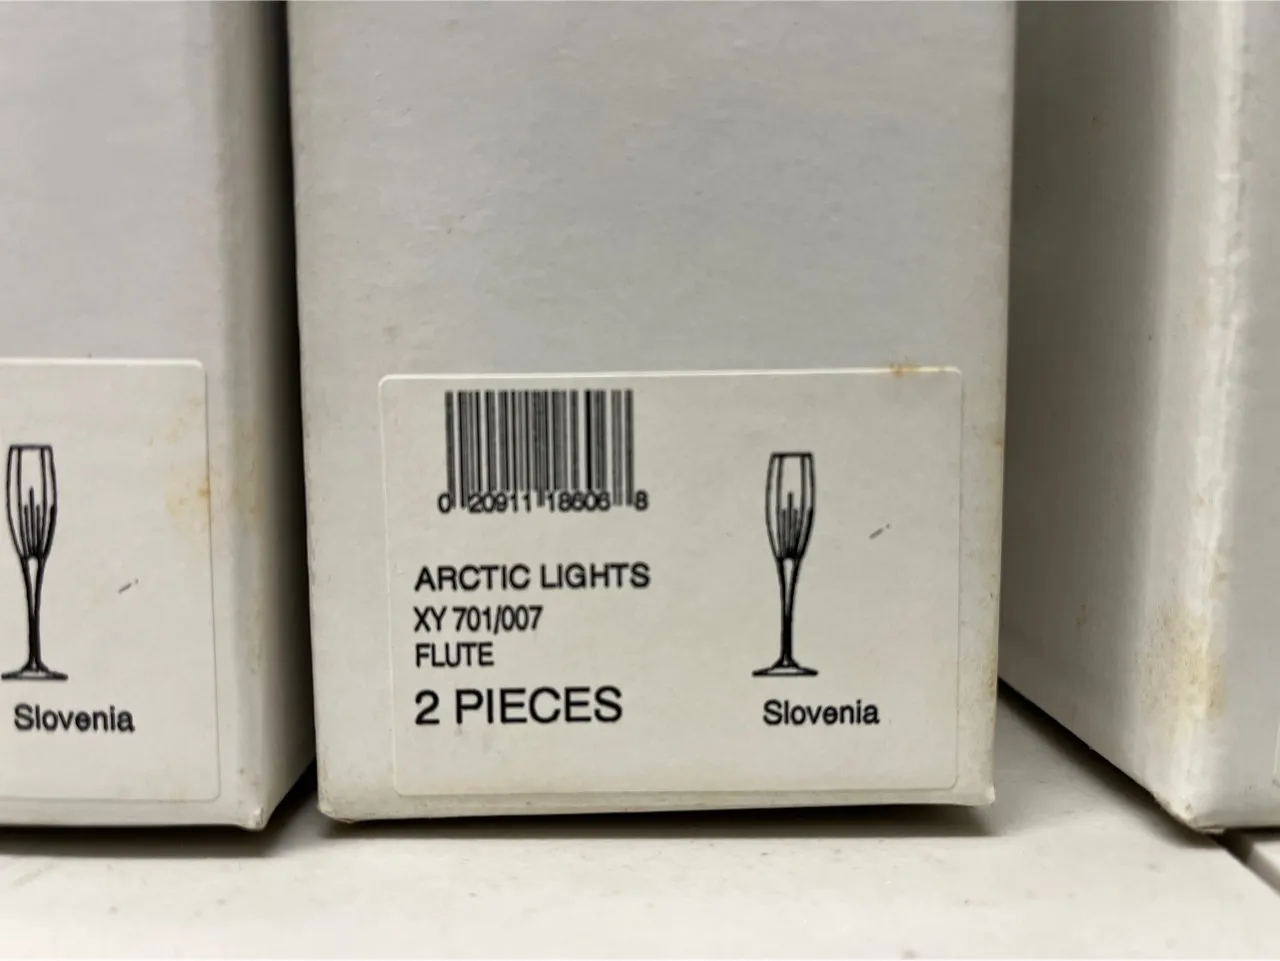 Slovenia
0 20911 18606 8
ARCTIC LIGHTS
XY 701/007
FLUTE
2 PIECES
Slovenia